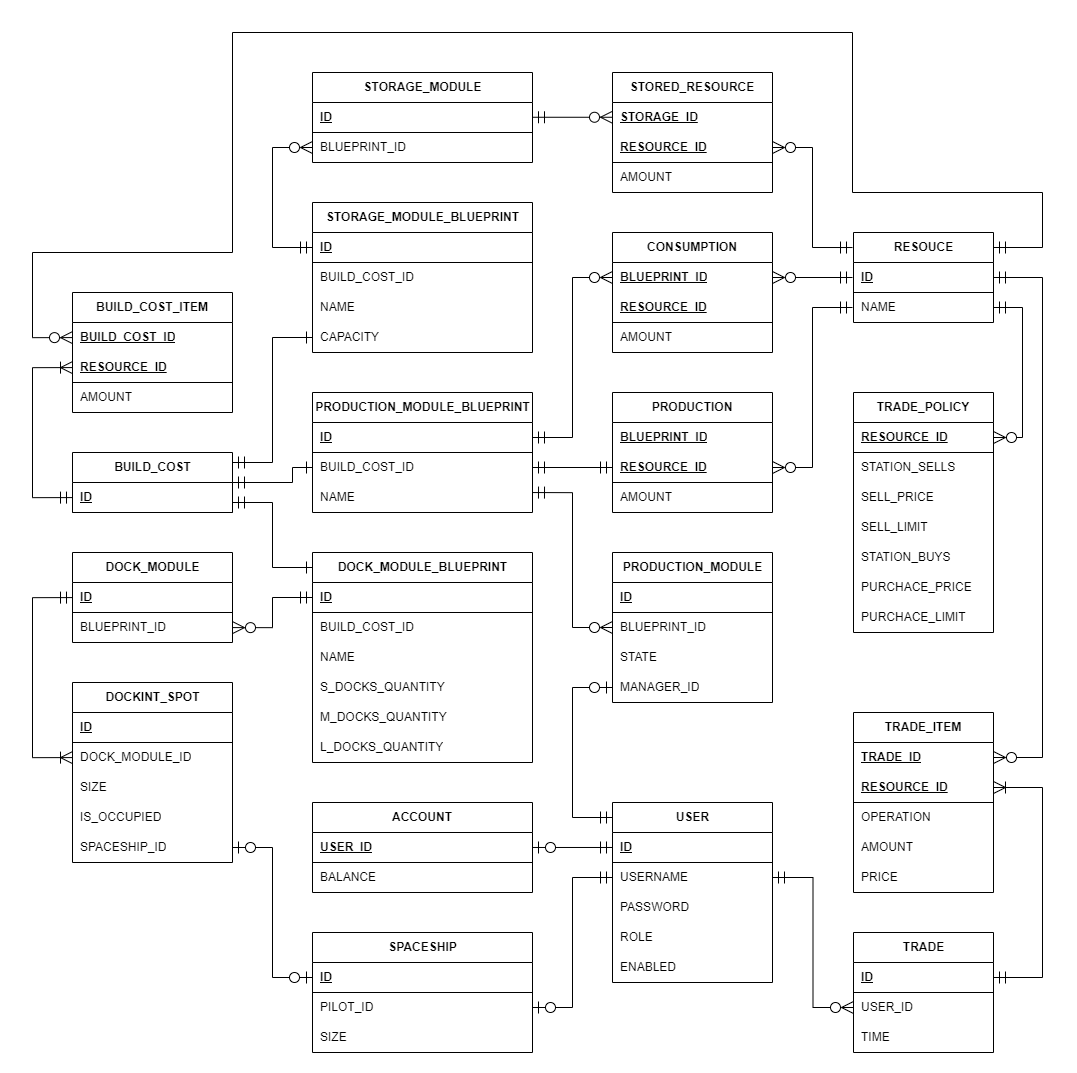 STORAGE_MODULE
ID
BLUEPRINT_ID
STORED_RESOURCE
STORAGE_ID
RESOURCE_ID
AMOUNT
STORAGE_MODULE_BLUEPRINT
ID
BUILD_COST_ID
NAME
CAPACITY
CONSUMPTION
BLUEPRINT_ID
RESOURCE_ID
AMOUNT
RESOUCE
ID
NAME
BUILD_COST_ITEM
BUILD_COST_ID
RESOURCE_ID
AMOUNT
PRODUCTION_MODULE_BLUEPRINT
ID
BUILD_COST_ID
NAME
PRODUCTION
BLUEPRINT_ID
RESOURCE_ID
AMOUNT
TRADE_POLICY
RESOURCE_ID
STATION_SELLS
SELL_PRICE
SELL_LIMIT
STATION_BUYS
PURCHACE_PRICE
PURCHACE_LIMIT
BUILD_COST
ID
DOCK_MODULE
ID
BLUEPRINT_ID
DOCK_MODULE_BLUEPRINT
ID
BUILD_COST_ID
NAME
S_DOCKS_QUANTITY
M_DOCKS_QUANTITY
L_DOCKS_QUANTITY
PRODUCTION_MODULE
ID
BLUEPRINT_ID
STATE
MANAGER_ID
DOCKINT_SPOT
ID
DOCK_MODULE_ID
SIZE
IS_OCCUPIED
SPACESHIP_ID
TRADE_ITEM
TRADE_ID
RESOURCE_ID
OPERATION
AMOUNT
PRICE
ACCOUNT
USER_ID
BALANCE
USER
ID
USERNAME
PASSWORD
ROLE
ENABLED
SPACESHIP
ID
PILOT_ID
SIZE
TRADE
ID
USER_ID
TIME